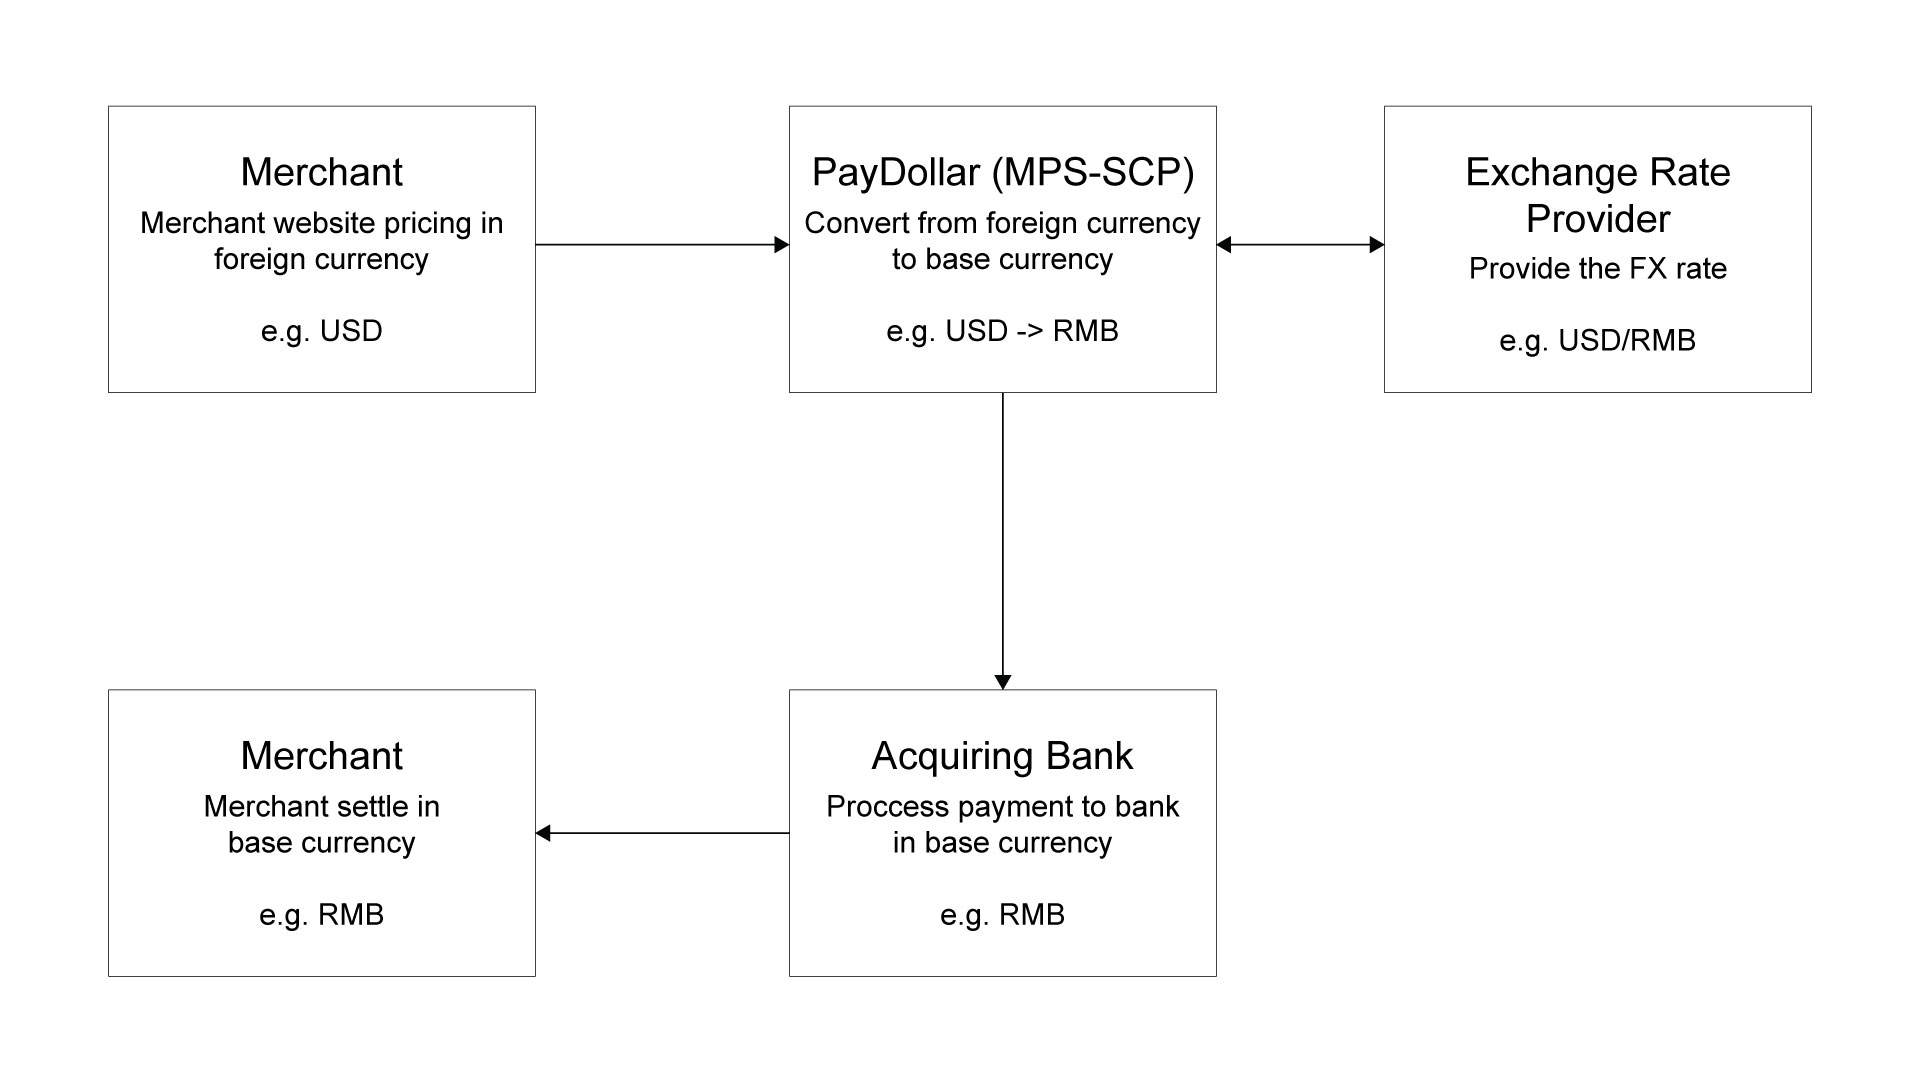 Merchant
Merchant website pricing in
foreign currency
e.g. USD
PayDollar (MPS-SCP)
Convert from foreign currency
to base currency
e.g. USD -> RMB
Exchange Rate
Provider
Provide the FX rate
e.g. USD/RMB
Merchant
Merchant settle in
base currency
e.g. RMB
Acquiring Bank
Proccess payment to bank
in base currency
e.g. RMB